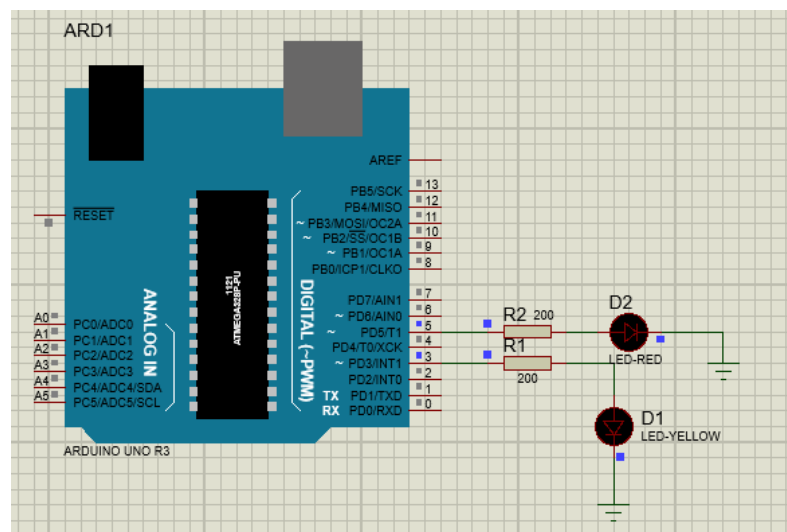 ARD1
AREF
PB5/SCK 13
RESET
PB4/MISO 12
~ PB3/MOSI/OC2A 11
~ PB2/SS/OC1B 10
~ PB1/OC1A 9
PB0/ICP1/CLKO 8
1121
ATMEGA328P-PU
DIGITAL (~PWM)
ANALOG IN
PD7/AIN1 7
~ PD6/AIN0 6
~ PD5/T1 5
PD4/T0/XCK 4
~ PD3/INT1 3
PD2/INT0 2
TX PD1/TXD 1
RX PD0/RXD 0
A0 PC0/ADC0
A1 PC1/ADC1
A2 PC2/ADC2
A3 PC3/ADC3
A4 PC4/ADC4/SDA
A5 PC5/ADC5/SCL
ARDUINO UNO R3
R2 200
D2
LED-RED
R1
200
D1
LED-YELLOW